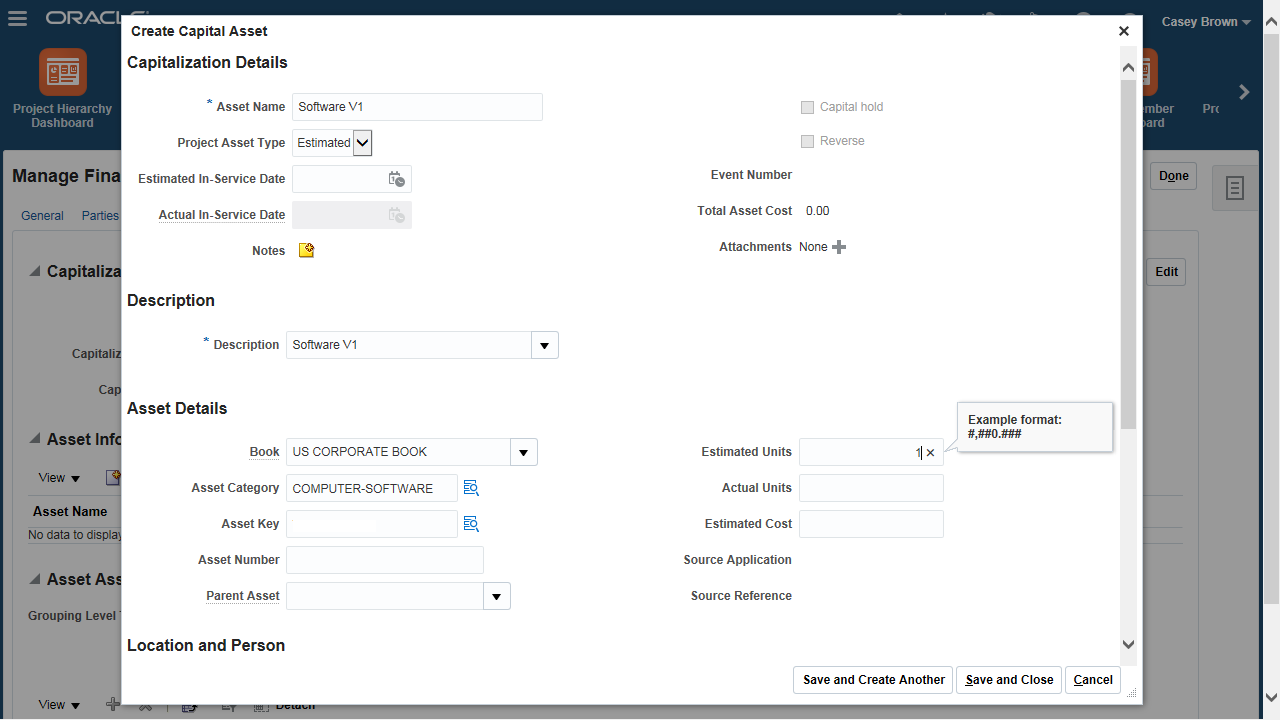 ORACL
Casey Brown
Project Hierarchy
Dashboard
Create Capital Asset
Capitalization Details
* Asset Name Software V1
Capital hold
Project Asset Type Estimated
Reverse
Estimated In-Service Date
Event Number
Actual In-Service Date
Total Asset Cost 0.00
Notes
Attachments None
Description
* Description Software V1
Asset Details
Example format:
#,##0.###
Book US CORPORATE BOOK
Estimated Units 1
Asset Category COMPUTER-SOFTWARE
Actual Units
Asset Key
Estimated Cost
Asset Number
Source Application
Parent Asset
Source Reference
Location and Person
Save and Create Another
Save and Close
Cancel
Manage Fina
Done
General Parties
Capitaliza
Edit
Capitaliz
Cap
Asset Info
View
Asset Name
No data to display
Asset Ass
Grouping Level
View
Detach